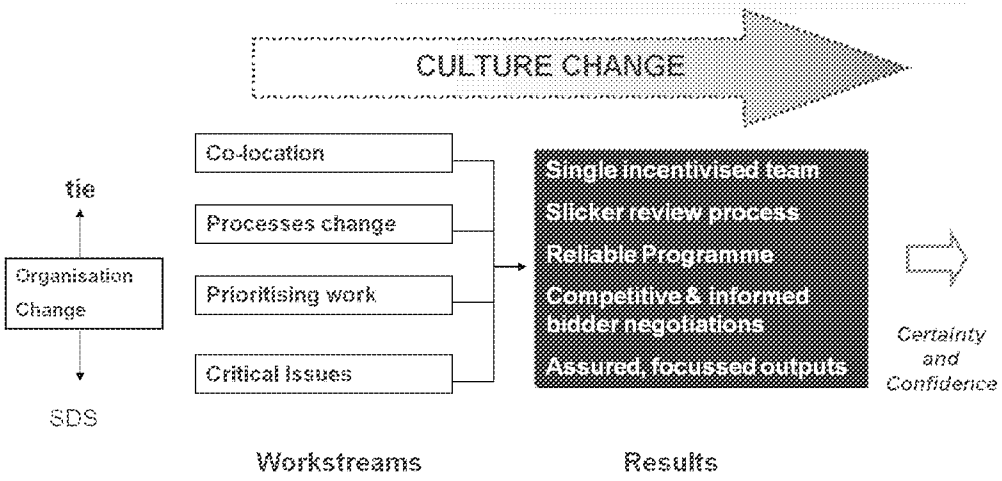 CULTURE CHANGE
tie
Organisation
Change
SDS
Co-location
Processes change
Prioritising work
Critical Issues
Workstreams
Single incentivised team
Slicker review process
Reliable Programme
Competitive & informed
bidder negotiations
Assured, focussed outputs
Results
Certainty
and
Confidence